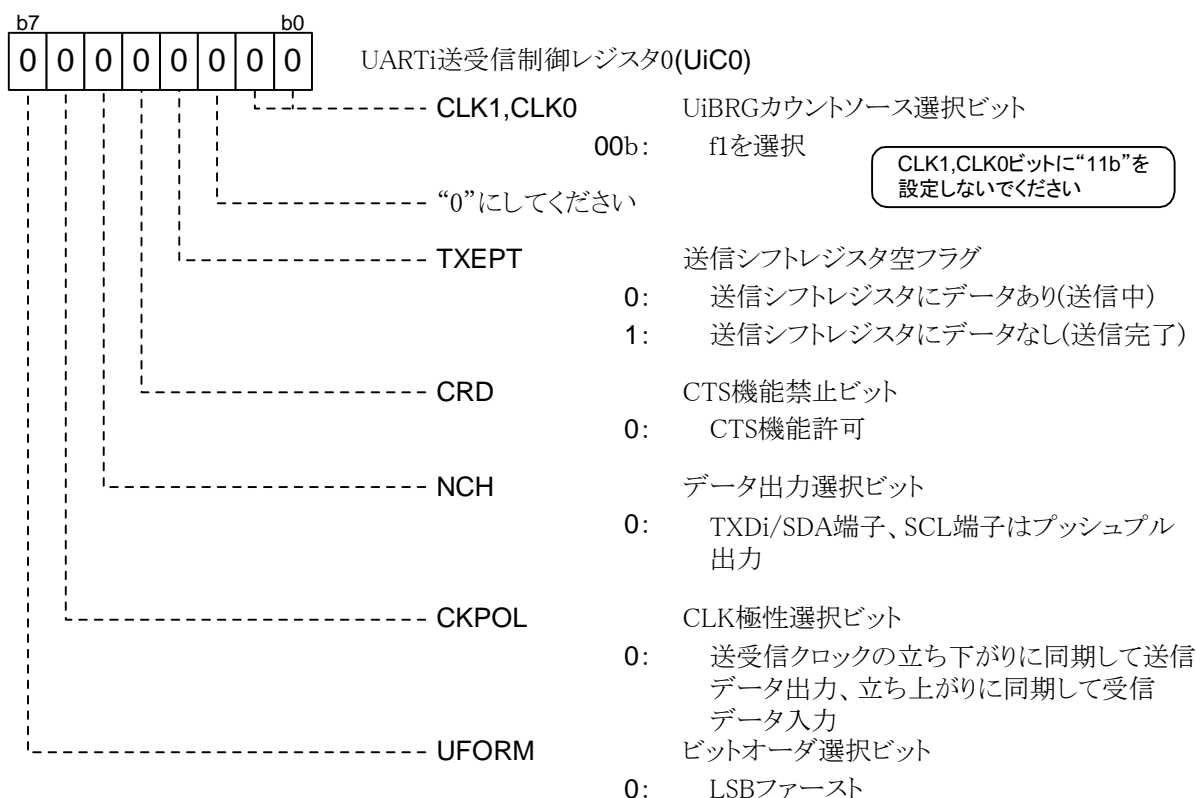 b7 b0
0 0 0 0 0 0 0 0
UARTi送受信制御レジスタ0(UiC0)
CLK1,CLK0 UiBRGカウントソース選択ビット
00b: f1を選択
CLK1,CLK0ビットに“11b”を
設定しないでください
“0”にしてください
TXEPT 送信シフトレジスタ空フラグ
0: 送信シフトレジスタにデータあり(送信中)
1: 送信シフトレジスタにデータなし(送信完了)
CRD CTS機能禁止ビット
0: CTS機能許可
NCH データ出力選択ビット
0: TXDi/SDA端子、SCL端子はプッシュプル
出力
CKPOL CLK極性選択ビット
0: 送受信クロックの立ち下がりに同期して送信
データ出力、立ち上がりに同期して受信
データ入力
UFORM ビットオーダ選択ビット
0: LSBファースト